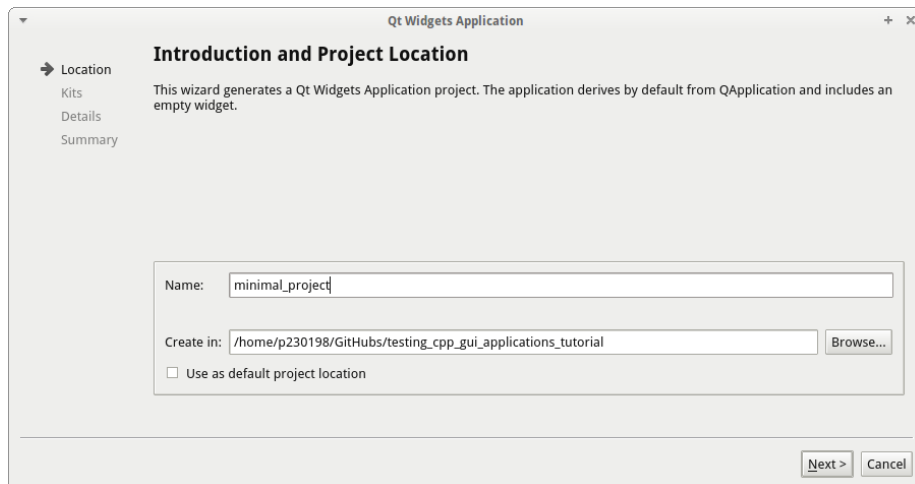 Qt Widgets Application
Location
Kits
Details
Summary
Introduction and Project Location
This wizard generates a Qt Widgets Application project. The application derives by default from QApplication and includes an
empty widget.
Name: minimal_project
Create in: /home/p230198/GitHubs/testing_cpp_gui_applications_tutorial Browse...
Use as default project location
Next > Cancel